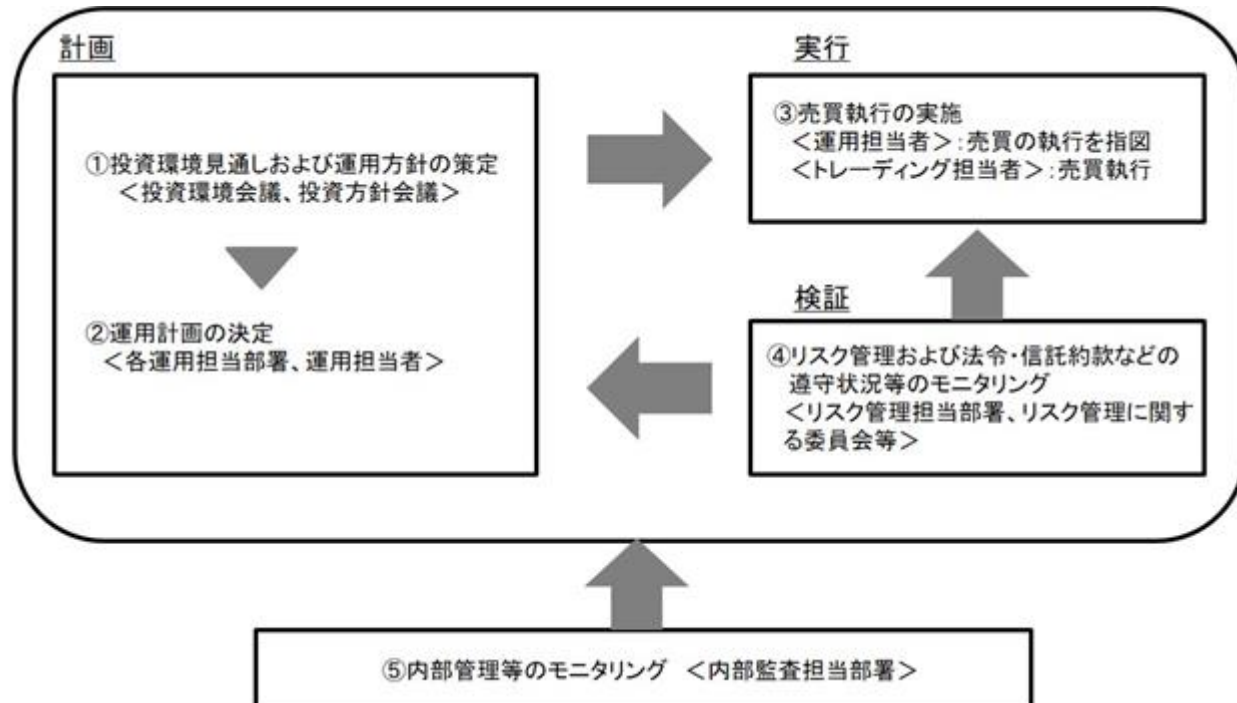 計画
①投資環境見通しおよび運用方針の策定
＜投資環境会議、投資方針会議＞
②運用計画の決定
＜各運用担当部署、運用担当者＞
実行
③売買執行の実施
＜運用担当者＞:売買の執行を指図
＜トレーディング担当者＞:売買執行
検証
④リスク管理および法令・信託約款などの
遵守状況等のモニタリング
＜リスク管理担当部署、リスク管理に関す
る委員会等＞
⑤内部管理等のモニタリング ＜内部監査担当部署＞